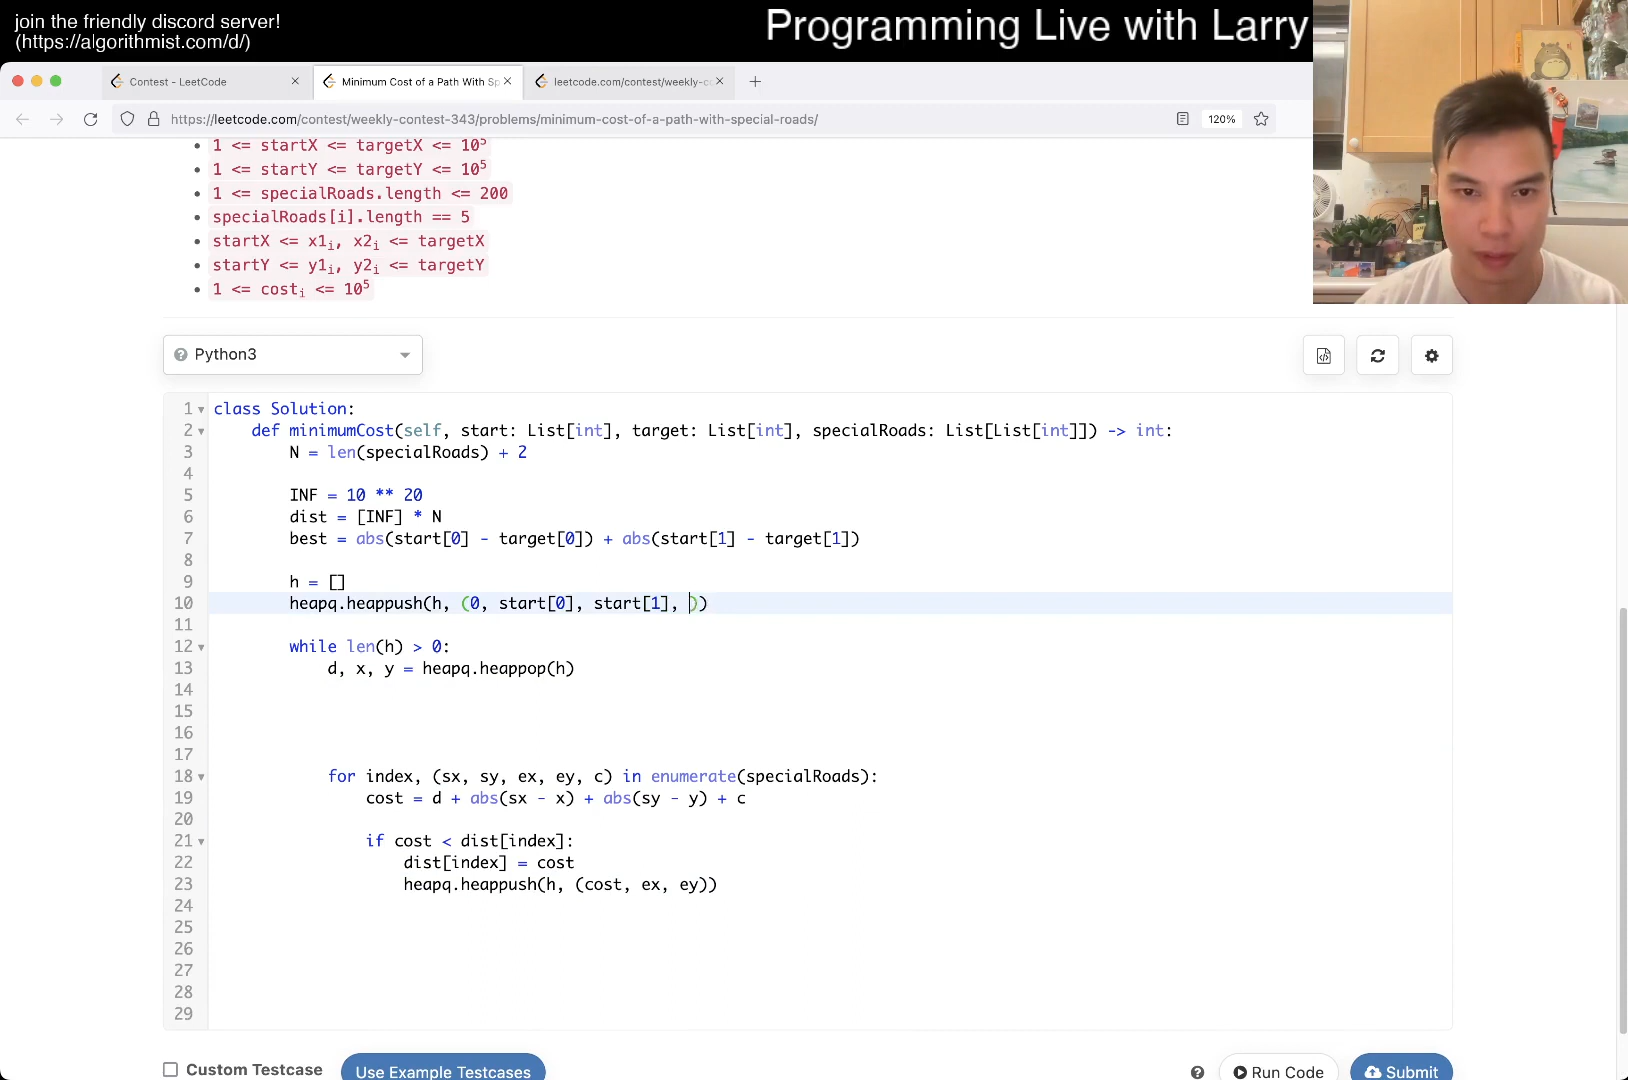 join the friendly discord server!
(https://algorithmist.com/d/)
Programming Live with Larry
Contest - LeetCode
Minimum Cost of a Path With Sp
leetcode.com/contest/weekly-cc
https://leetcode.com/contest/weekly-contest-343/problems/minimum-cost-of-a-path-with-special-roads/
120%
• 1 <= startX <= targetX <= 10⁵
• 1 <= startY <= targetY <= 10⁵
• 1 <= specialRoads.length <= 200
• specialRoads[i].length == 5
• startX <= x1ᵢ, x2ᵢ <= targetX
• startY <= y1ᵢ, y2ᵢ <= targetY
• 1 <= costᵢ <= 10⁵
Python3
1 class Solution:
2 def minimumCost(self, start: List[int], target: List[int], specialRoads: List[List[int]]) -> int:
3 N = len(specialRoads) + 2
4
5 INF = 10 ** 20
6 dist = [INF] * N
7 best = abs(start[0] - target[0]) + abs(start[1] - target[1])
8
9 h = []
10 heapq.heappush(h, (0, start[0], start[1], ))
11
12 while len(h) > 0:
13 d, x, y = heapq.heappop(h)
14
15
16
17
18 for index, (sx, sy, ex, ey, c) in enumerate(specialRoads):
19 cost = d + abs(sx - x) + abs(sy - y) + c
20
21 if cost < dist[index]:
22 dist[index] = cost
23 heapq.heappush(h, (cost, ex, ey))
24
25
26
27
28
29
Custom Testcase
Use Example Testcases
Run Code
Submit